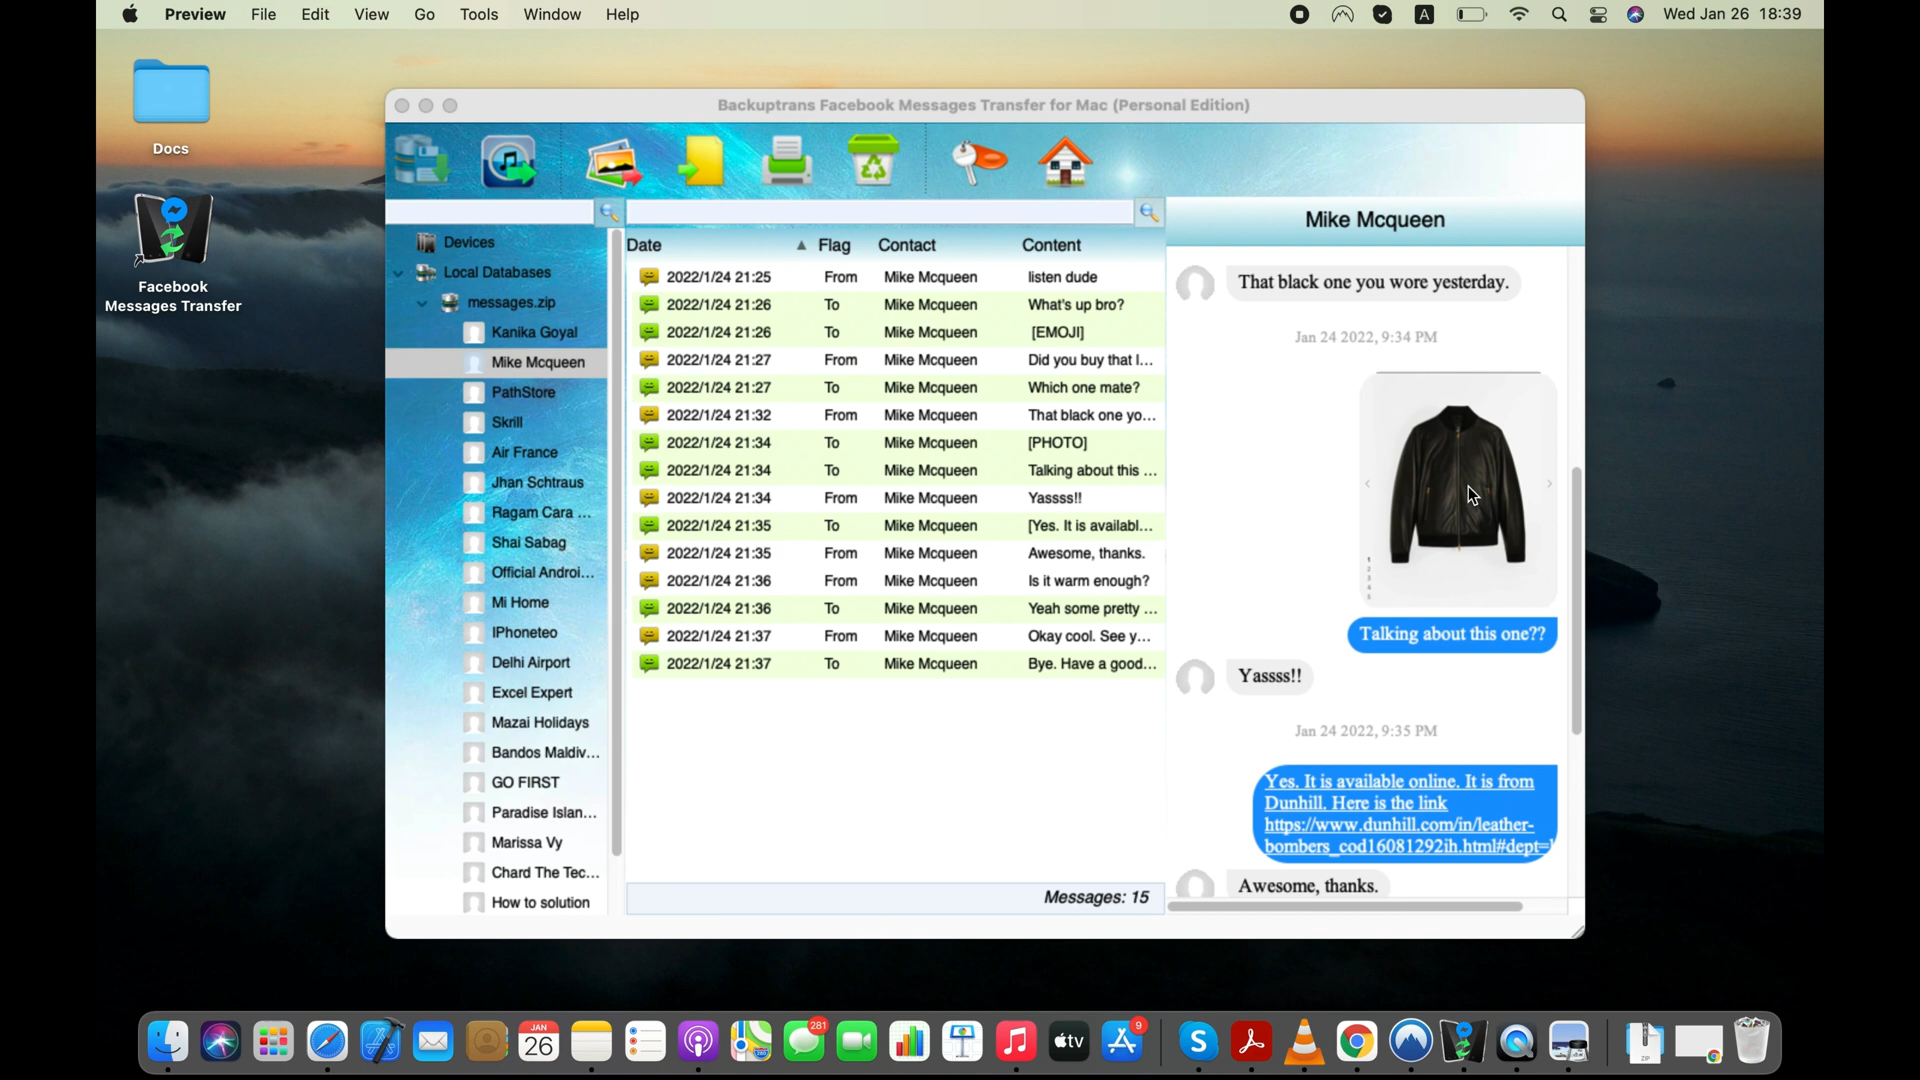 Preview File Edit View Go Tools Window Help A Wed Jan 26 18:39
Docs
Facebook
Messages Transfer
Backuptrans Facebook Messages Transfer for Mac (Personal Edition)
Devices
Local Databases
messages.zip
Kanika Goyal
Mike Mcqueen
PathStore
Skrill
Air France
Jhan Schtraus
Ragam Cara ...
Shai Sabag
Official Androi...
Mi Home
IPhoneteo
Delhi Airport
Excel Expert
Mazai Holidays
Bandos Maldiv...
GO FIRST
Paradise Islan...
Marissa Vy
Chard The Tec...
How to solution
Date Flag Contact Content
2022/1/24 21:25 From Mike Mcqueen listen dude
2022/1/24 21:26 To Mike Mcqueen What's up bro?
2022/1/24 21:26 To Mike Mcqueen [EMOJI]
2022/1/24 21:27 From Mike Mcqueen Did you buy that l...
2022/1/24 21:27 To Mike Mcqueen Which one mate?
2022/1/24 21:32 From Mike Mcqueen That black one yo...
2022/1/24 21:34 To Mike Mcqueen [PHOTO]
2022/1/24 21:34 To Mike Mcqueen Talking about this ...
2022/1/24 21:34 From Mike Mcqueen Yassss!!
2022/1/24 21:35 To Mike Mcqueen [Yes. It is availabl...
2022/1/24 21:35 From Mike Mcqueen Awesome, thanks.
2022/1/24 21:36 From Mike Mcqueen Is it warm enough?
2022/1/24 21:36 To Mike Mcqueen Yeah some pretty ...
2022/1/24 21:37 From Mike Mcqueen Okay cool. See y...
2022/1/24 21:37 To Mike Mcqueen Bye. Have a good...
Messages: 15
Mike Mcqueen
That black one you wore yesterday.
Jan 24 2022, 9:34 PM
Talking about this one??
Yassss!!
Jan 24 2022, 9:35 PM
Yes. It is available online. It is from
Dunhill. Here is the link
https://www.dunhill.com/in/leather-
bombers_cod16081292ih.html#dept=
Awesome, thanks.
JAN
26
281
tv
9
ZIP